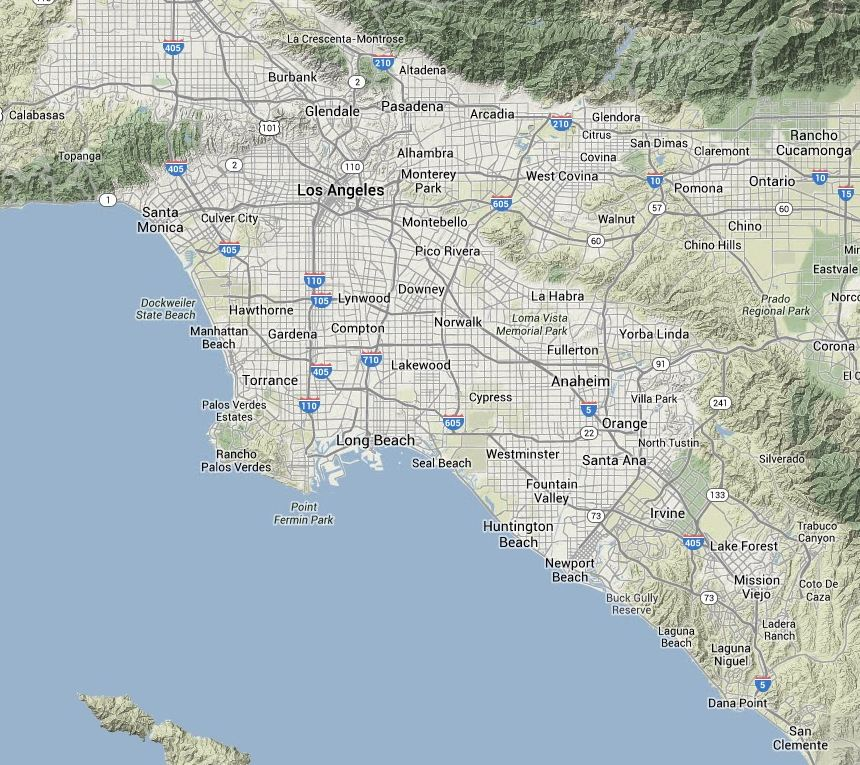 405
La Crescenta-Montrose
210
Altadena
Burbank
2
Glendale
Pasadena
Calabasas
Arcadia
210
Glendora
101
Citrus
Rancho
Cucamonga
San Dimas
Topanga
405
2
110
Alhambra
Covina
Claremont
Monterey
Park
West Covina
10
Pomona
Ontario
10
15
Los Angeles
1
605
57
60
Santa
Monica
Culver City
Montebello
Walnut
Chino
60
Chino Hills
405
Pico Rivera
Eastvale
110
105
Lynwood
Downey
La Habra
Prado
Regional Park
Norco
Dockweiler
State Beach
Hawthorne
Manhattan
Beach
Gardena
Compton
Norwalk
Loma Vista
Memorial Park
Yorba Linda
Corona
Fullerton
710
Lakewood
91
405
Torrance
Anaheim
Cypress
Villa Park
241
Palos Verdes
Estates
110
605
5
Orange
22
Long Beach
North Tustin
Rancho
Palos Verdes
Seal Beach
Westminster
Santa Ana
Silverado
Fountain
Valley
133
Point
Fermin Park
73
Irvine
Huntington
Beach
Trabuco
Canyon
405
Lake Forest
Newport
Beach
Mission
Viejo
Coto De
Caza
Buck Gully
Reserve
73
Laguna
Beach
Ladera
Ranch
Laguna
Niguel
5
Dana Point
San
Clemente